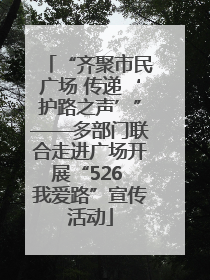 「“齐聚市民
广场 传递‘
护路之声’”
——多部门联
合走进广场开
展“526
我爱路”宣传
活动」